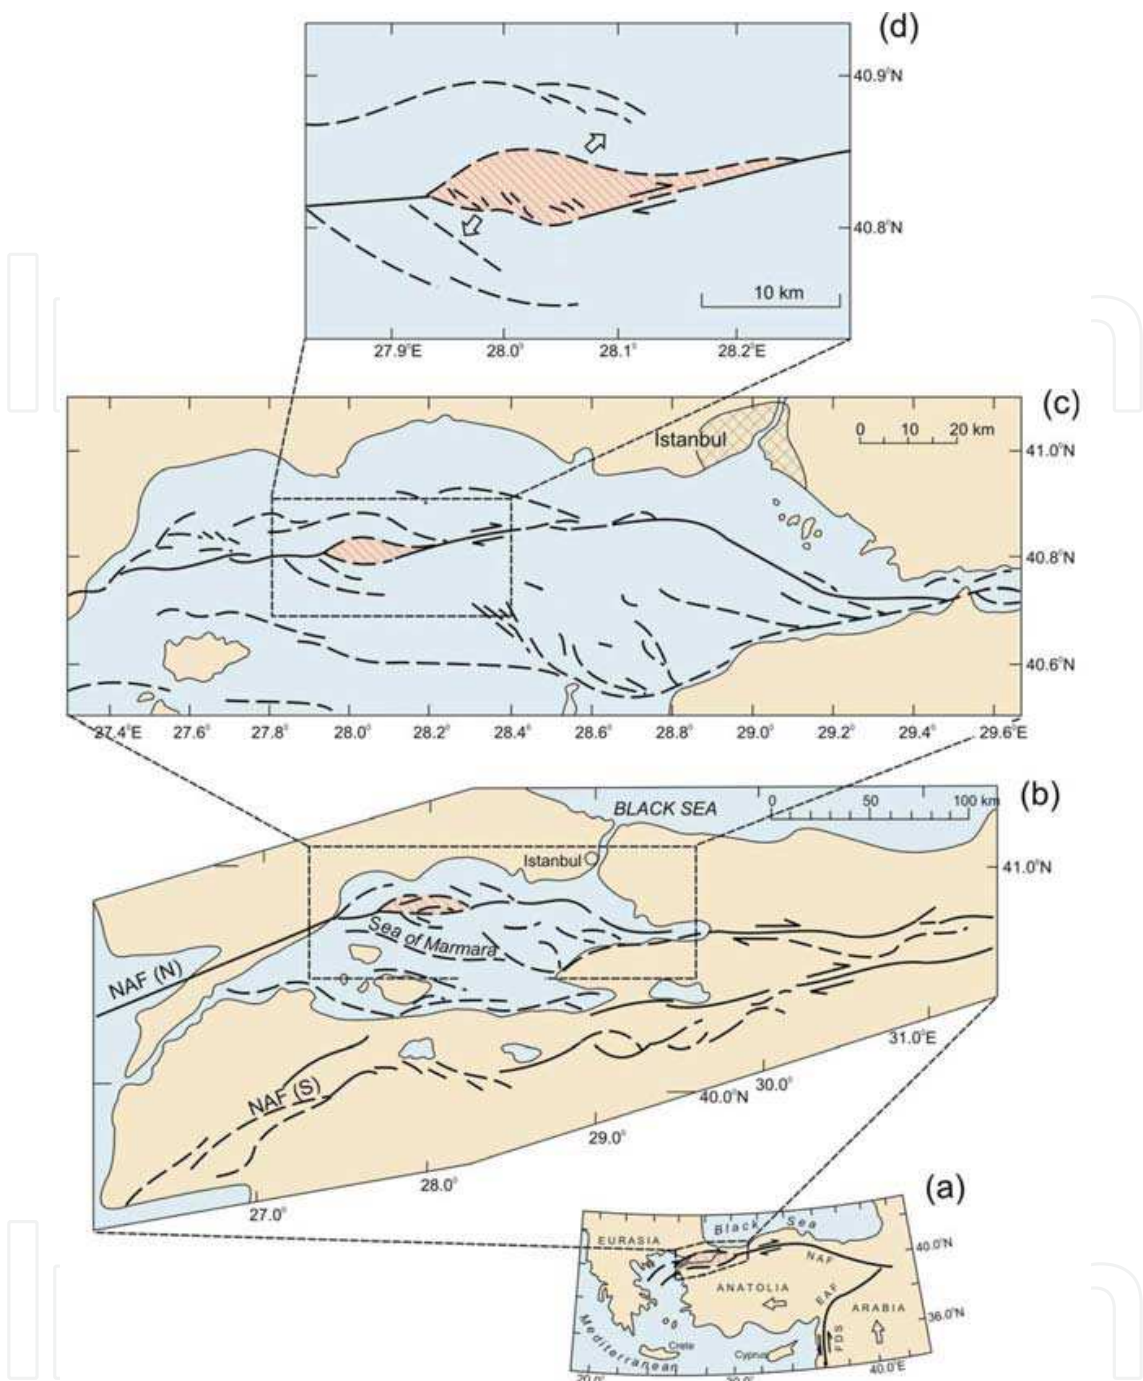 (d)
40.9°N
40.8°N
10 km
27.9°E 28.0° 28.1° 28.2°E
(c)
Istanbul
0 10 20 km
41.0°N
40.8°N
40.6°N
27.4°E 27.6° 27.8° 28.0° 28.2° 28.4° 28.6° 28.8° 29.0° 29.2° 29.4° 29.6°E
(b)
BLACK SEA
0 50 100 km
Istanbul
41.0°N
Sea of Marmara
NAF (N)
NAF (S)
31.0°E
30.0°
40.0°N
29.0°
28.0°
27.0°
(a)
Black Sea
EURASIA
40.0°N
NAF
ANATOLIA
EAF
ARABIA
36.0°N
FDS
Mediterranean
Crete
Cyprus
40.0°E